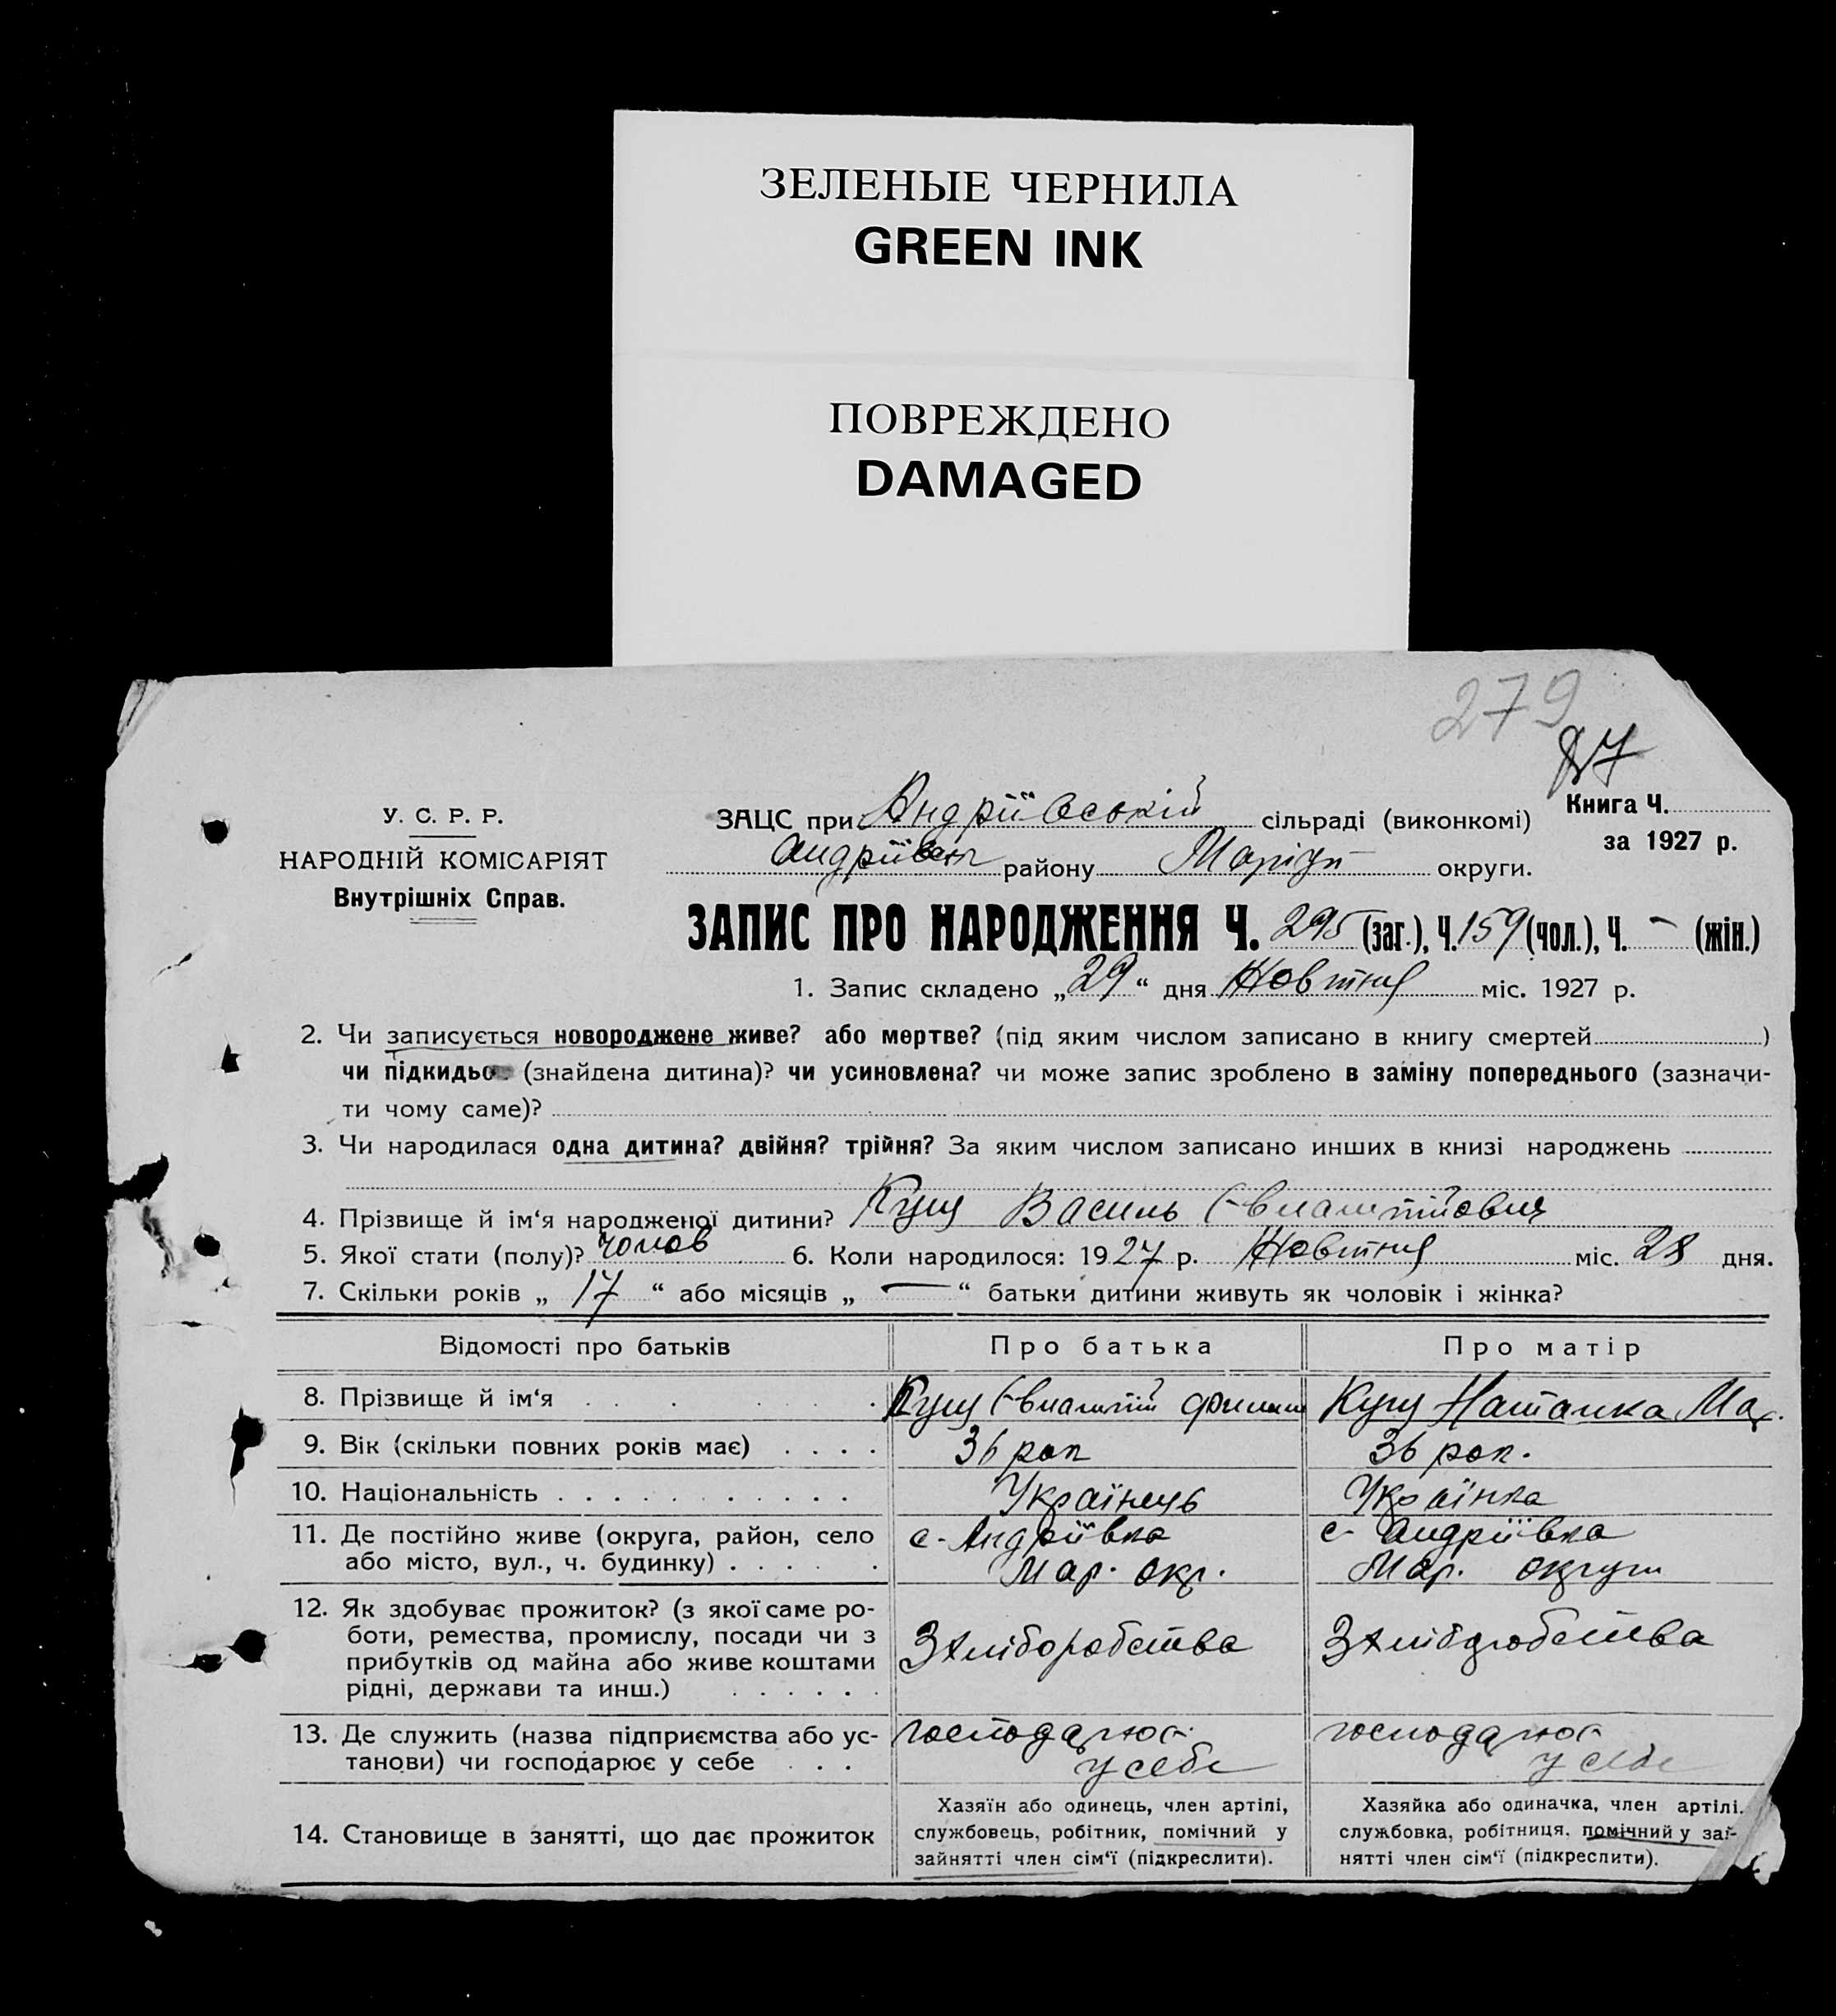 ЗЕЛЕНЫЕ ЧЕРНИЛА
GREEN INK
ПОВРЕЖДЕНО
DAMAGED
279
У. С. Р. Р.
НАРОДНІЙ КОМІСАРІЯТ
Внутрішніх Справ.
ЗАЦС при Андріївській сільраді (виконкомі)
Книга Ч.
за 1927 р.
Андріївськ району Маріуп округи.
ЗАПИС ПРО НАРОДЖЕННЯ Ч. 295 (заг.), Ч. 159 (чол.), Ч. — (жін.)
1. Запис складено „29“ дня Жовтня міс. 1927 р.
2. Чи записується новороджене живе? або мертве? (під яким числом записано в книгу смертей )
чи підкидьо (знайдена дитина)? чи усиновлена? чи може запис зроблено в заміну попереднього (зазначи-
ти чому саме)?
3. Чи народилася одна дитина? двійня? трійня? За яким числом записано инших в книзі народжень
4. Прізвище й ім‘я народженої дитини? Кущ Василь
5. Якої стати (полу)? чолов 6. Коли народилося: 1927 р. Жовтня міс. 28 дня.
7. Скільки років „ 17 “ або місяців „ — “ батьки дитини живуть як чоловік і жінка?
Відомості про батьків Про батька Про матір
8. Прізвище й ім‘я Кущ Кущ Наталка Мак.
9. Вік (скільки повних років має) 36 рок 36 рок.
10. Національність Українець Українка
11. Де постійно живе (округа, район, село с. Андріївка с. Андріївка
або місто, вул., ч. будинку) Мар. окр. Мар. округи
12. Як здобуває прожиток? (з якої саме ро-
боти, ремества, промислу, посади чи з З хліборобства З хліборобства
прибутків од майна або живе коштами
рідні, держави та инш.)
13. Де служить (назва підприємства або ус- господарює господарює
танови) чи господарює у себе у себе у себе
14. Становище в занятті, що дає прожиток
Хазяїн або одинець, член артілі,
службовець, робітник, помічний у
зайнятті член сім‘ї (підкреслити).
Хазяйка або одиначка, член артілі.
службовка, робітниця, помічний у зай-
нятті член сім‘ї (підкреслити).